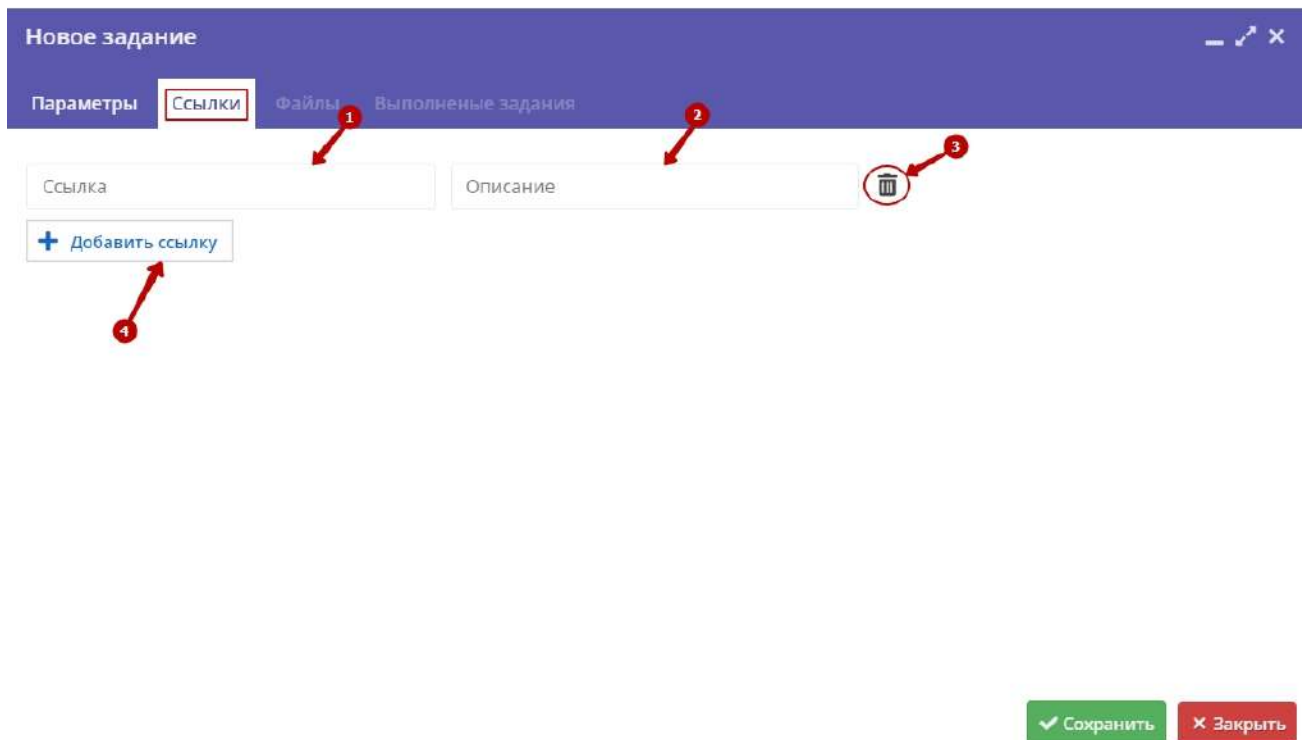 Новое задание
Параметры Ссылки Файлы Выполненые задания
1 2
3
Ссылка Описание
Добавить ссылку
4
Сохранить Закрыть